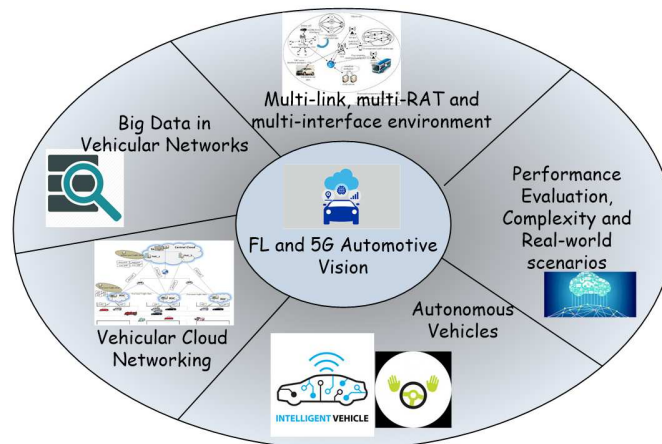 Multi-link, multi-RAT and
multi-interface environment
Big Data in
Vehicular Networks
Performance
Evaluation,
Complexity and
Real-world
scenarios
FL and 5G Automotive
Vision
Autonomous
Vehicles
Vehicular Cloud
Networking
INTELLIGENT VEHICLE